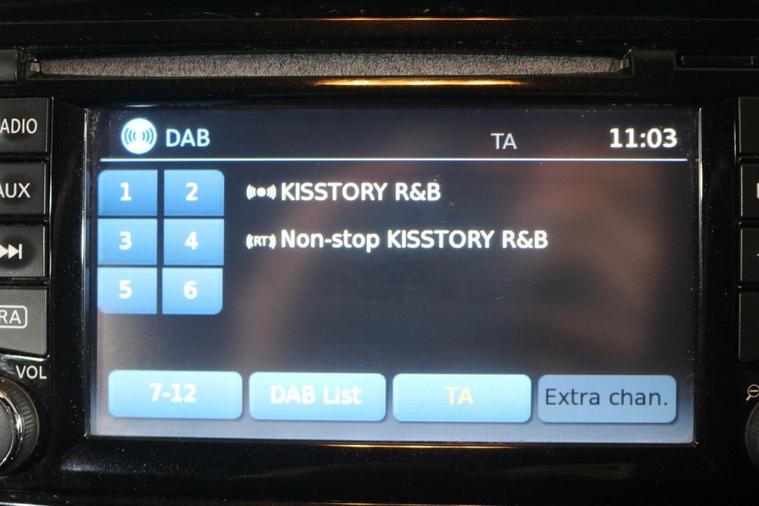 DAB TA 11:03
1 2 KISSTORY R&B
3 4 (RT) Non-stop KISSTORY R&B
5 6
7-12 DAB List TA Extra chan.
ADIO
AUX
RA
VOL